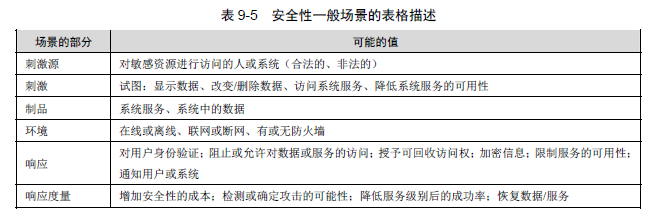 表 9-5 安全性一般场景的表格描述
场景的部分 可能的值
刺激源 对敏感资源进行访问的人或系统（合法的、非法的）
刺激 试图：显示数据、改变/删除数据、访问系统服务、降低系统服务的可用性
制品 系统服务、系统中的数据
环境 在线或离线、联网或断网、有或无防火墙
响应 对用户身份验证；阻止或允许对数据或服务的访问；授予可回收访问权；加密信息；限制服务的可用性；
通知用户或系统
响应度量 增加安全性的成本；检测或确定攻击的可能性；降低服务级别后的成功率；恢复数据/服务